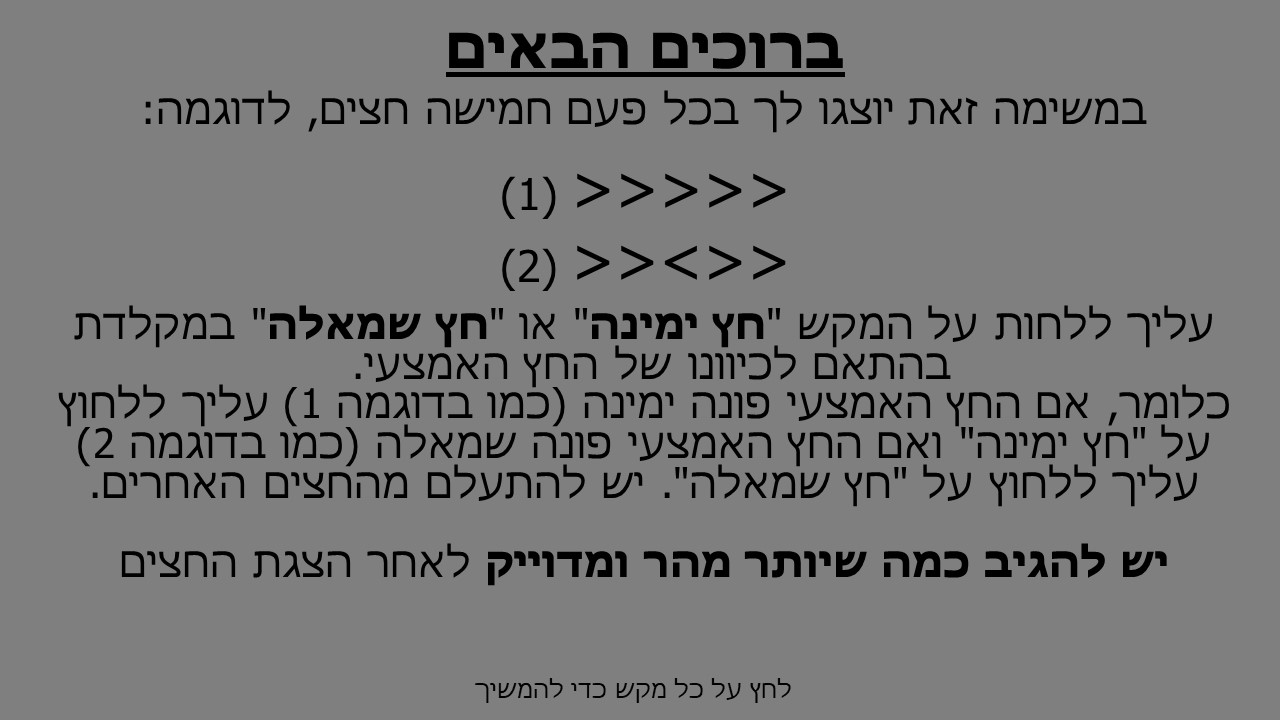 ברוכים הבאים
במשימה זאת יוצגו לך בכל פעם חמישה חצים, לדוגמה:
(1) >>>>>
(2) >><>>
עליך ללחות על המקש "חץ ימינה" או "חץ שמאלה" במקלדת
בהתאם לכיוונו של החץ האמצעי.
כלומר, אם החץ האמצעי פונה ימינה (כמו בדוגמה 1) עליך ללחוץ
על "חץ ימינה" ואם החץ האמצעי פונה שמאלה (כמו בדוגמה 2)
עליך ללחוץ על "חץ שמאלה". יש להתעלם מהחצים האחרים.
יש להגיב כמה שיותר מהר ומדוייק לאחר הצגת החצים
לחץ על כל מקש כדי להמשיך